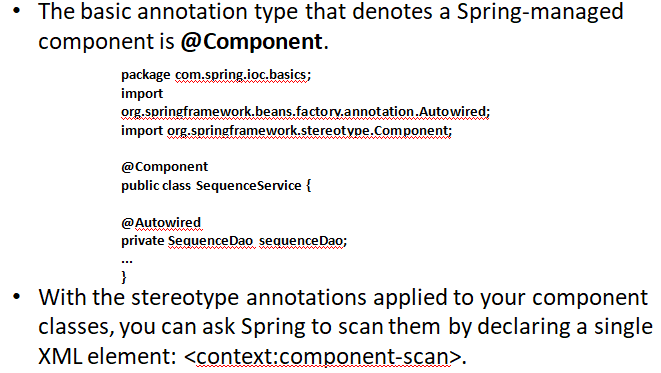 • The basic annotation type that denotes a Spring-managed
component is @Component.
package com.spring.ioc.basics;
import
org.springframework.beans.factory.annotation.Autowired;
import org.springframework.stereotype.Component;
@Component
public class SequenceService {
@Autowired
private SequenceDao sequenceDao;
...
}
• With the stereotype annotations applied to your component
classes, you can ask Spring to scan them by declaring a single
XML element: <context:component-scan>.